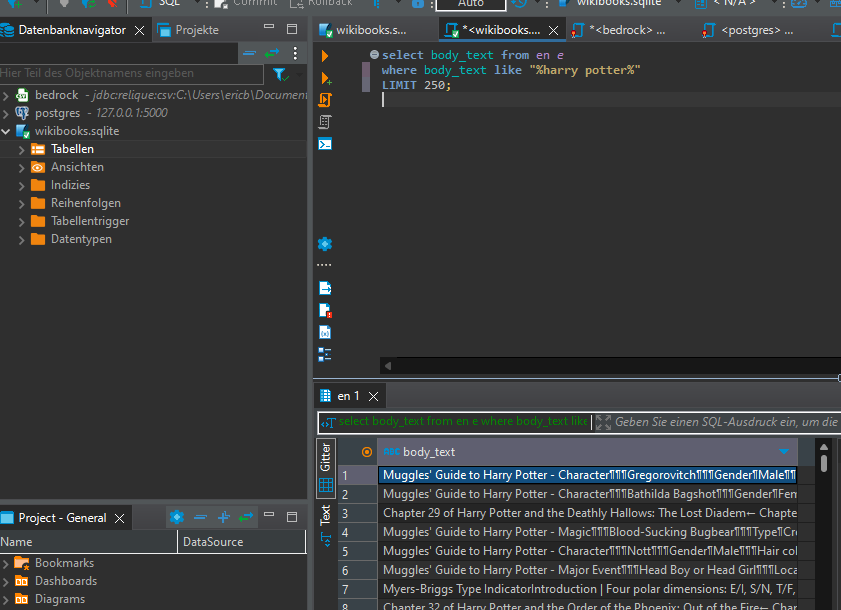 SQL Commit Rollback Auto wikibooks.sqlite < N/A >
Datenbanknavigator Projekte
wikibooks.s... *<wikibooks.... *<bedrock> ... <postgres> ...
Hier Teil des Objektnamens eingeben
bedrock - jdbc:relique:csv:C:\Users\ericb\Documen
postgres - 127.0.0.1:5000
wikibooks.sqlite
Tabellen
Ansichten
Indizies
Reihenfolgen
Tabellentrigger
Datentypen
select body_text from en e
where body_text like "%harry potter%"
LIMIT 250;
en 1
select body_text from en e where body_text like
Geben Sie einen SQL-Ausdruck ein, um die
Gitter
Text
ABC body_text
1 Muggles' Guide to Harry Potter - Character¶¶¶Gregorovitch¶¶¶Gender¶Male¶¶
2 Muggles' Guide to Harry Potter - Character¶¶¶Bathilda Bagshot¶¶¶Gender¶Fem
3 Chapter 29 of Harry Potter and the Deathly Hallows: The Lost Diadem← Chapte
4 Muggles' Guide to Harry Potter - Magic¶¶¶Blood-Sucking Bugbear¶¶¶Type¶Cr
5 Muggles' Guide to Harry Potter - Character¶¶¶Nott¶¶¶Gender¶Male¶¶¶Hair col
6 Muggles' Guide to Harry Potter - Major Event¶¶¶Head Boy or Head Girl¶¶¶Loca
7 Myers-Briggs Type IndicatorIntroduction | Four polar dimensions: E/I, S/N, T/F,
8 Chapter 32 of Harry Potter and the Order of the Phoenix: Out of the Fire← Cha
Project - General
Name DataSource
Bookmarks
Dashboards
Diagrams